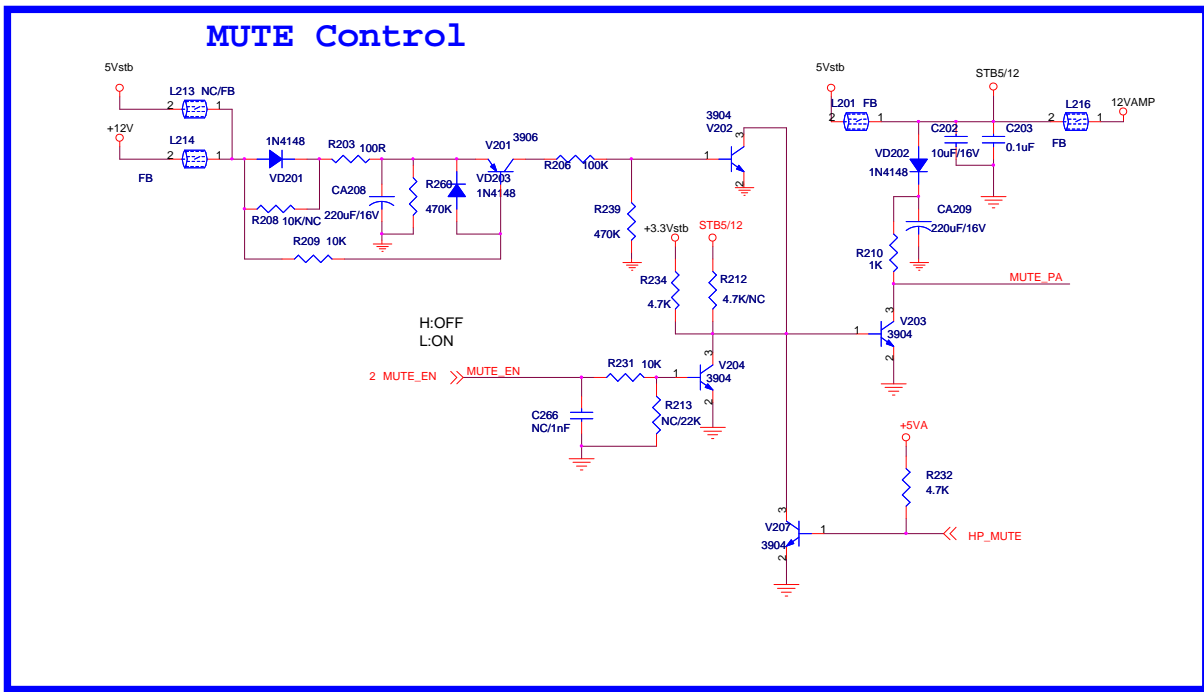 MUTE Control
5Vstb
L213 NC/FB
2
1
+12V
L214
2
1
FB
1N4148
VD201
R203 100R
R208 10K/NC
R209 10K
CA208
220uF/16V
R260
470K
V201
3906
VD203
1N4148
R206 100K
R239
470K
3904
V202
1
3
2
+3.3Vstb
STB5/12
R234
4.7K
R212
4.7K/NC
5Vstb
L201 FB
2
1
STB5/12
L216
2
1
12VAMP
FB
C202
10uF/16V
C203
0.1uF
VD202
1N4148
CA209
220uF/16V
R210
1K
MUTE_PA
V203
3904
1
3
2
H:OFF
L:ON
2 MUTE_EN
MUTE_EN
R231 10K
V204
3904
1
3
2
C266
NC/1nF
R213
NC/22K
+5VA
R232
4.7K
V207
3904
3
1
2
HP_MUTE